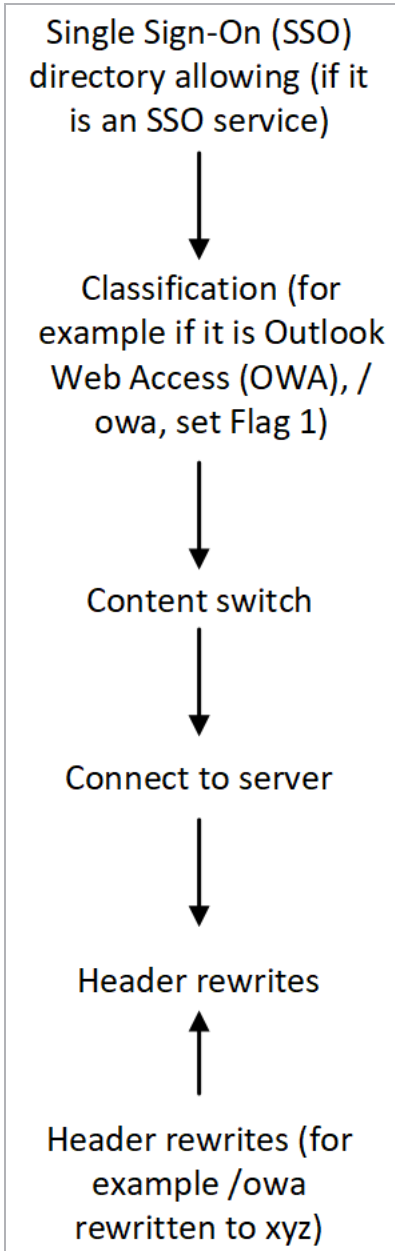 Single Sign-On (SSO)
directory allowing (if it
is an SSO service)
Classification (for
example if it is Outlook
Web Access (OWA), /
owa, set Flag 1)
Content switch
Connect to server
Header rewrites
Header rewrites (for
example /owa
rewritten to xyz)